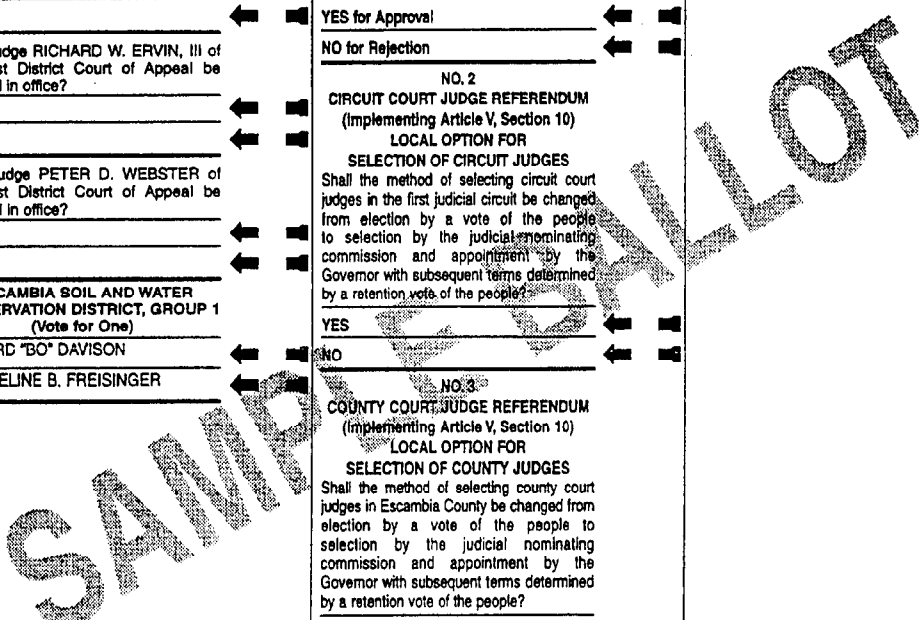 udge RICHARD W. ERVIN, III of
st District Court of Appeal be
l in office?
udge PETER D. WEBSTER of
st District Court of Appeal be
l in office?
CAMBIA SOIL AND WATER
ERVATION DISTRICT, GROUP 1
(Vote for One)
RD "BO" DAVISON
ELINE B. FREISINGER
YES for Approval
NO for Rejection
NO. 2
CIRCUIT COURT JUDGE REFERENDUM
(Implementing Article V, Section 10)
LOCAL OPTION FOR
SELECTION OF CIRCUIT JUDGES
Shall the method of selecting circuit court
judges in the first judicial circuit be changed
from election by a vote of the people
to selection by the judicial nominating
commission and appointment by the
Governor with subsequent terms determined
by a retention vote of the people?
YES
NO
NO. 3
COUNTY COURT JUDGE REFERENDUM
(Implementing Article V, Section 10)
LOCAL OPTION FOR
SELECTION OF COUNTY JUDGES
Shall the method of selecting county court
judges in Escambia County be changed from
election by a vote of the people to
selection by the judicial nominating
commission and appointment by the
Governor with subsequent terms determined
by a retention vote of the people?
SAMPLE BALLOT